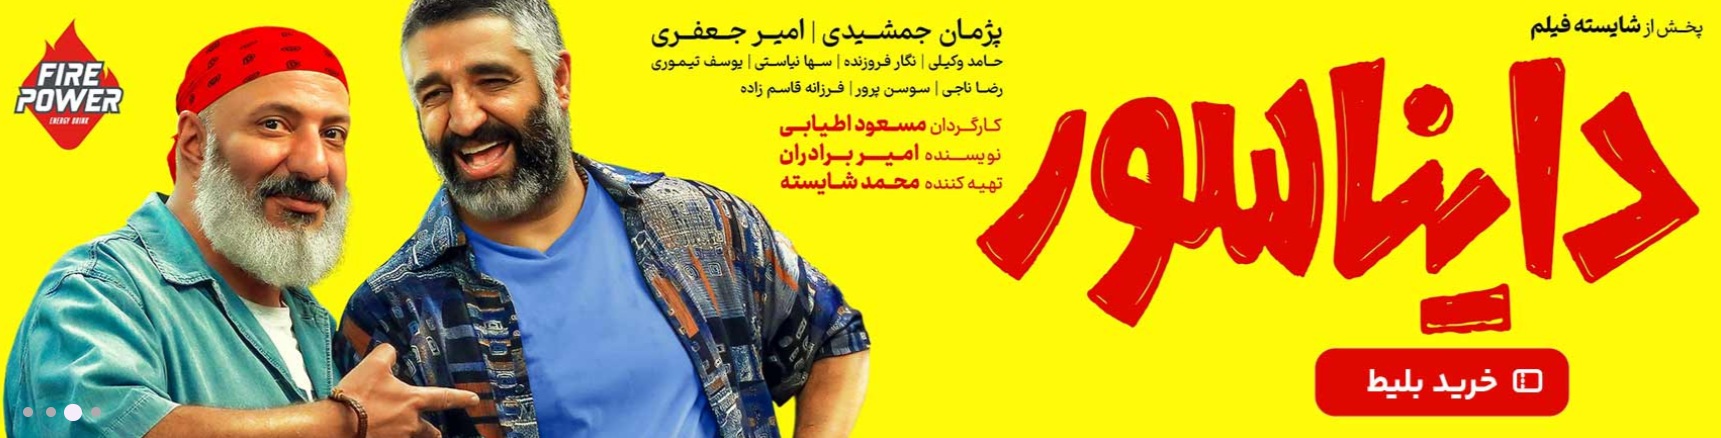 پخش از شایسته فیلم
دایناسور
خرید بلیط
پژمان جمشیدی | امیر جعفری
حامد وکیلی | نگار فروزنده | سها نیاستی | یوسف تیموری
رضا ناجی | سوسن پرور | فرزانه قاسم زاده
کارگردان مسعود اطیابی
نویسنده امیر برادران
تهیه کننده محمد شایسته
FIRE
POWER
ENERGY DRINK